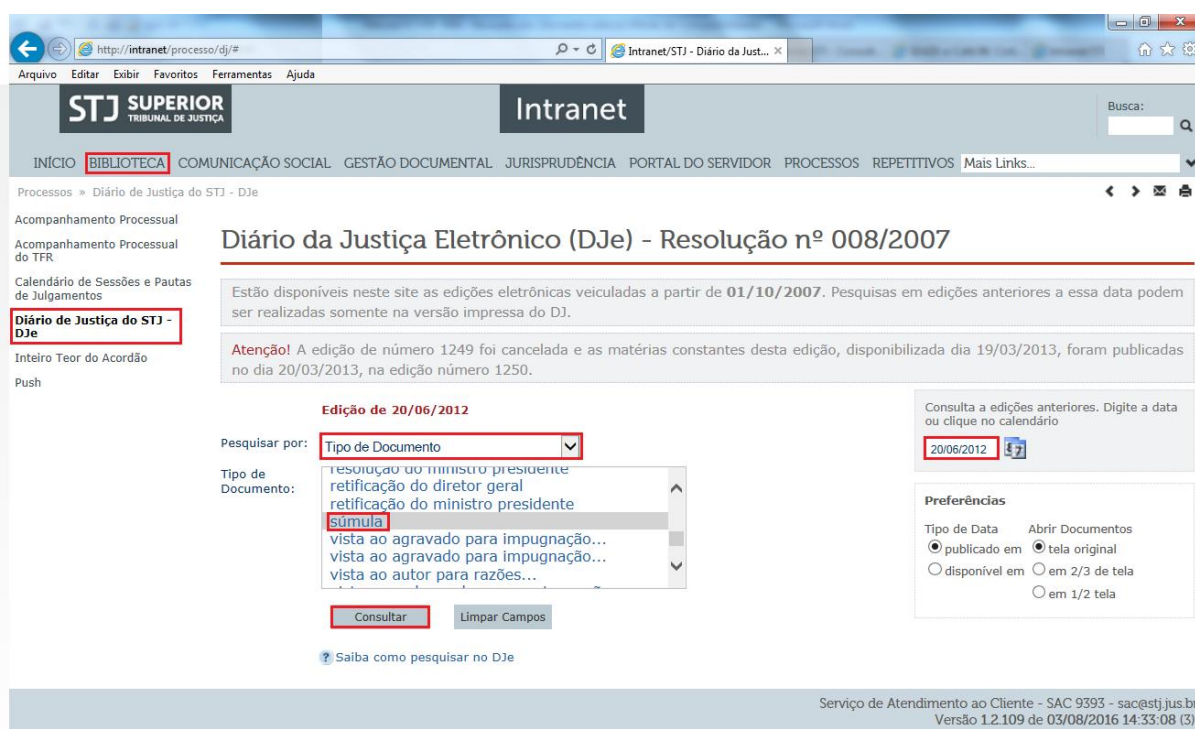 http://intranet/processo/dj/#
Intranet/STJ - Diário da Just...
Arquivo Editar Exibir Favoritos Ferramentas Ajuda
STJ SUPERIOR
TRIBUNAL DE JUSTIÇA
Intranet
Busca:
INÍCIO BIBLIOTECA COMUNICAÇÃO SOCIAL GESTÃO DOCUMENTAL JURISPRUDÊNCIA PORTAL DO SERVIDOR PROCESSOS REPETITIVOS Mais Links...
Processos » Diário de Justiça do STJ - DJe
Acompanhamento Processual
Acompanhamento Processual
do TFR
Calendário de Sessões e Pautas
de Julgamentos
Diário de Justiça do STJ -
DJe
Inteiro Teor do Acordão
Push
Diário da Justiça Eletrônico (DJe) - Resolução nº 008/2007
Estão disponíveis neste site as edições eletrônicas veiculadas a partir de 01/10/2007. Pesquisas em edições anteriores a essa data podem
ser realizadas somente na versão impressa do DJ.
Atenção! A edição de número 1249 foi cancelada e as matérias constantes desta edição, disponibilizada dia 19/03/2013, foram publicadas
no dia 20/03/2013, na edição número 1250.
Edição de 20/06/2012
Pesquisar por: Tipo de Documento
Tipo de
Documento:
resolução do ministro presidente
retificação do diretor geral
retificação do ministro presidente
súmula
vista ao agravado para impugnação...
vista ao agravado para impugnação...
vista ao autor para razões...
Consultar Limpar Campos
? Saiba como pesquisar no DJe
Consulta a edições anteriores. Digite a data
ou clique no calendário
20/06/2012
Preferências
Tipo de Data Abrir Documentos
publicado em tela original
disponível em em 2/3 de tela
em 1/2 tela
Serviço de Atendimento ao Cliente - SAC 9393 - sac@stj.jus.br
Versão 1.2.109 de 03/08/2016 14:33:08 (3)